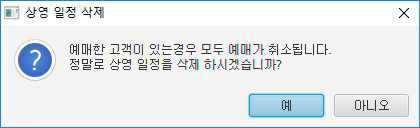 상영 일정 삭제
예매한 고객이 있는경우 모두 예매가 취소됩니다.
정말로 상영 일정을 삭제 하시겠습니까?
예
아니오